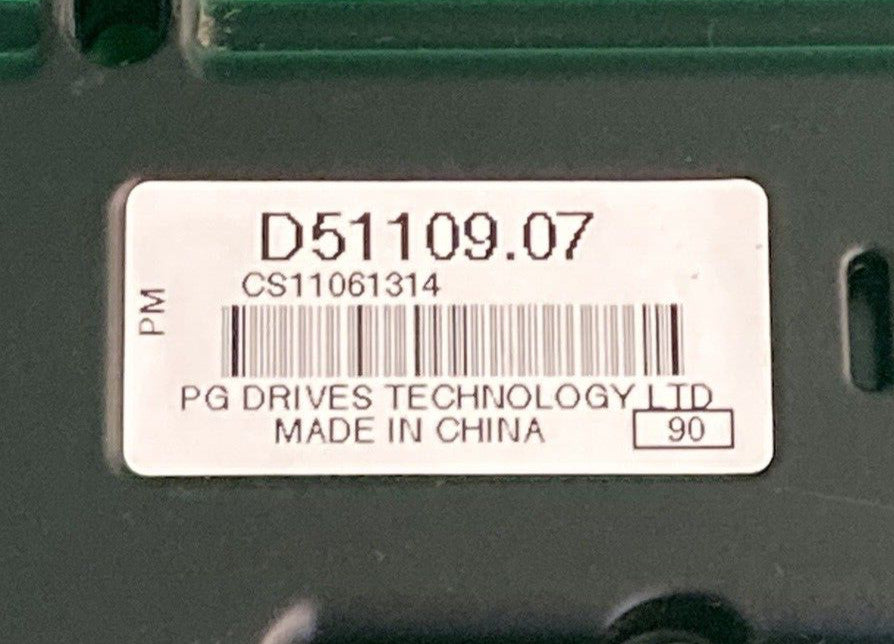 D51109.07
CS11061314
PM
PG DRIVES TECHNOLOGY LTD
MADE IN CHINA
90